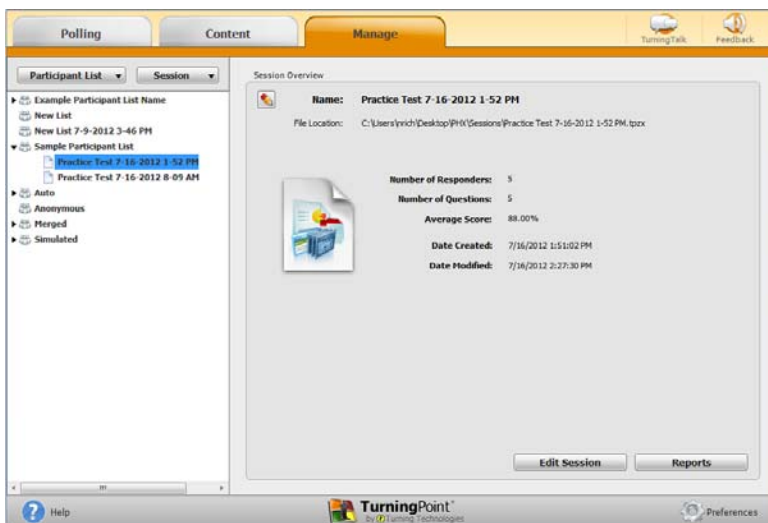 Polling
Content
Manage
TurningTalk
Feedback
Participant List
Session
Example Participant List Name
New List
New List 7-9-2012 3-46 PM
Sample Participant List
Practice Test 7-16-2012 1-52 PM
Practice Test 7-16-2012 8-09 AM
Auto
Anonymous
Merged
Simulated
Session Overview
Name: Practice Test 7-16-2012 1-52 PM
File Location: C:\Users\nrich\Desktop\PHX\Sessions\Practice Test 7-16-2012 1-52 PM.tpzx
Number of Responders: 5
Number of Questions: 5
Average Score: 88.00%
Date Created: 7/16/2012 1:51:02 PM
Date Modified: 7/16/2012 2:27:30 PM
Edit Session
Reports
Help
TurningPoint
by Turning Technologies
Preferences